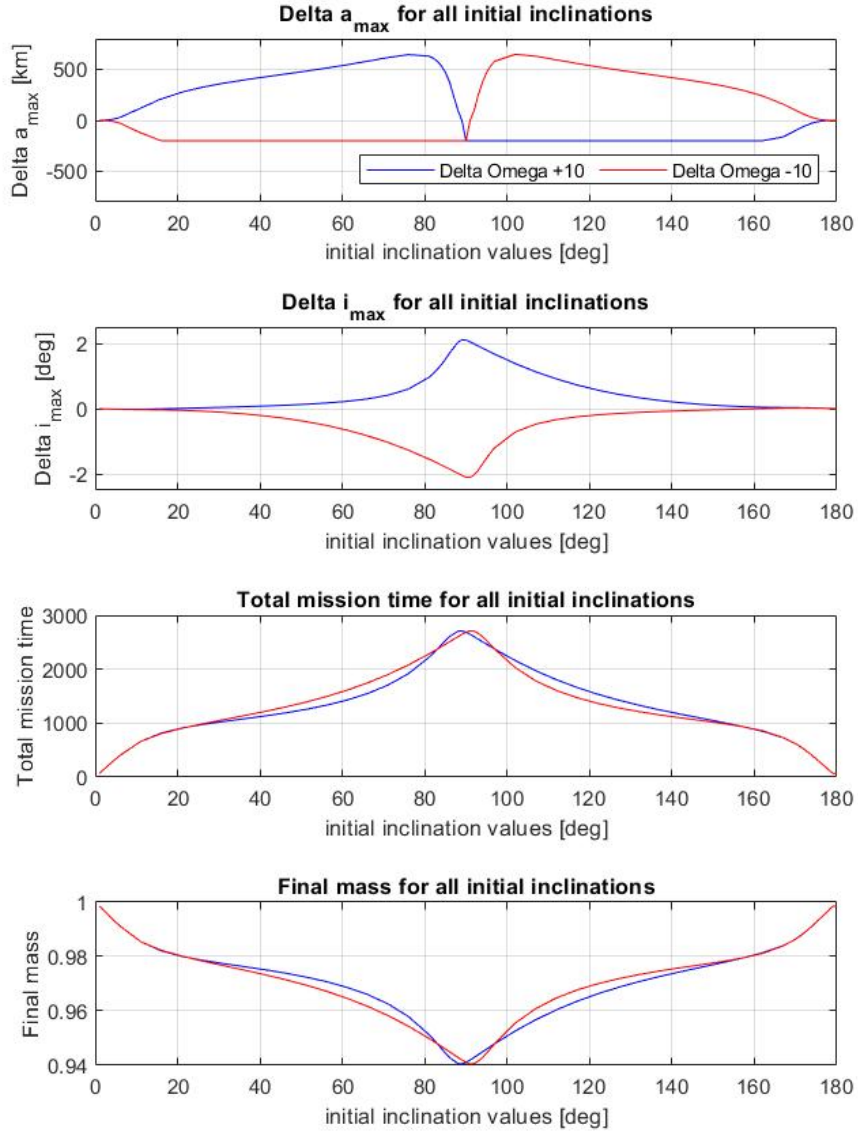 Delta a_max for all initial inclinations
Delta a_max [km]
500
0
-500
Delta Omega +10
Delta Omega -10
0 20 40 60 80 100 120 140 160 180
initial inclination values [deg]
Delta i_max for all initial inclinations
Delta i_max [deg]
2
0
-2
0 20 40 60 80 100 120 140 160 180
initial inclination values [deg]
Total mission time for all initial inclinations
Total mission time
3000
2000
1000
0
0 20 40 60 80 100 120 140 160 180
initial inclination values [deg]
Final mass for all initial inclinations
Final mass
1
0.98
0.96
0.94
0 20 40 60 80 100 120 140 160 180
initial inclination values [deg]